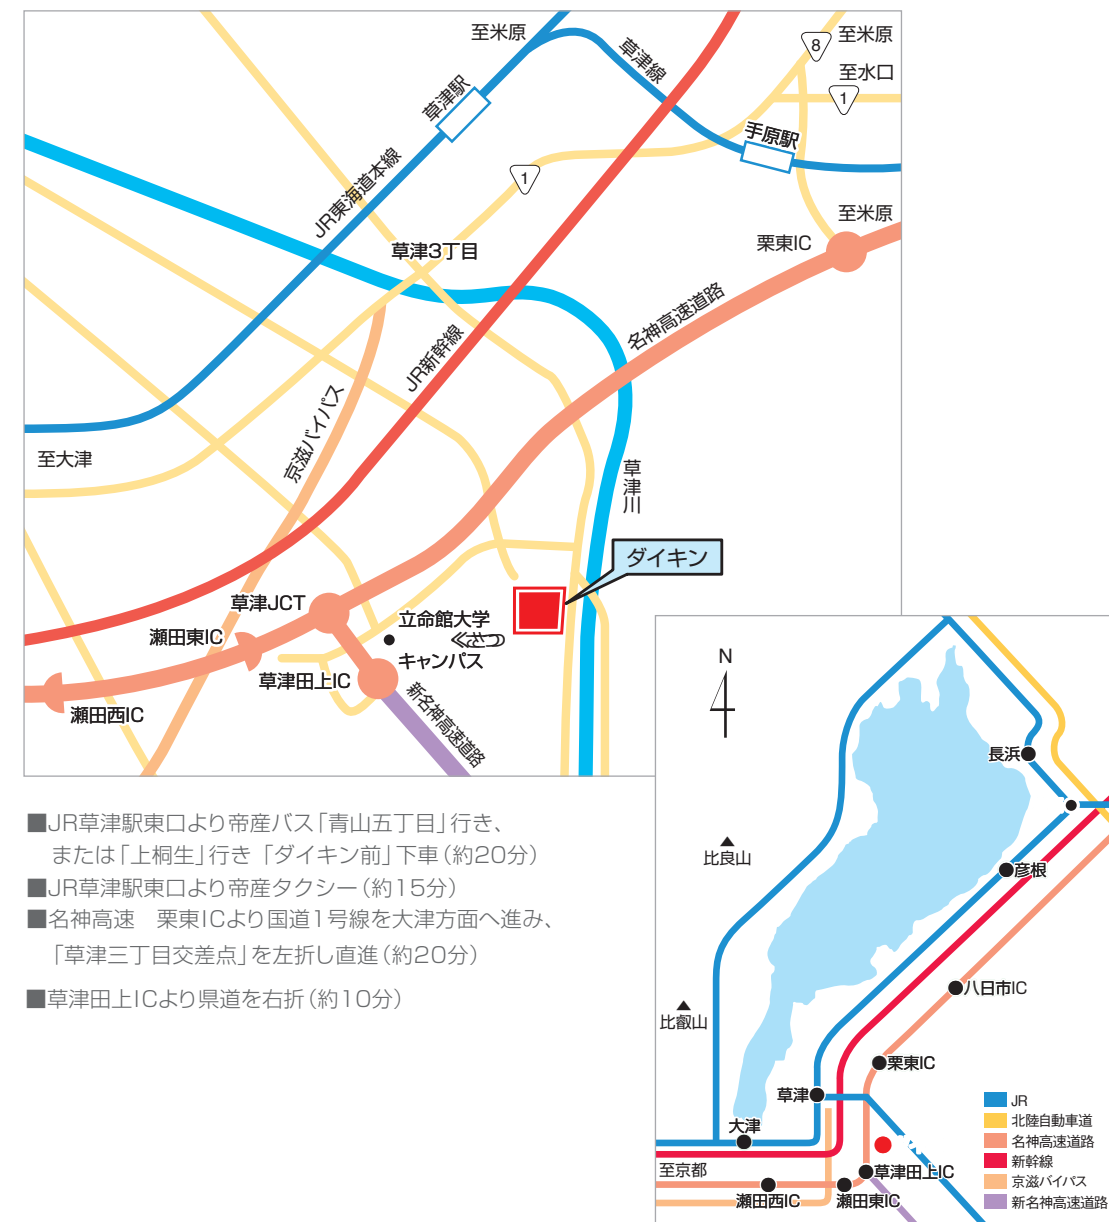 至米原
草津線
8
至米原
至水口
1
草津駅
手原駅
JR東海道本線
1
至米原
栗東IC
草津3丁目
名神高速道路
JR新幹線
京滋バイパス
至大津
草津川
ダイキン
草津JCT
立命館大学
瀬田東IC
びわこ
くさつ
キャンパス
草津田上IC
瀬田西IC
新名神高速道路
■JR草津駅東口より帝産バス「青山五丁目」行き、
または「上桐生」行き「ダイキン前」下車(約20分)
■JR草津駅東口より帝産タクシー(約15分)
■名神高速　栗東ICより国道1号線を大津方面へ進み、
「草津三丁目交差点」を左折し直進(約20分)
■草津田上ICより県道を右折(約10分)
N
長浜
比良山
彦根
八日市IC
比叡山
栗東IC
草津
大津
至京都
草津田上IC
瀬田西IC
瀬田東IC
JR
北陸自動車道
名神高速道路
新幹線
京滋バイパス
新名神高速道路